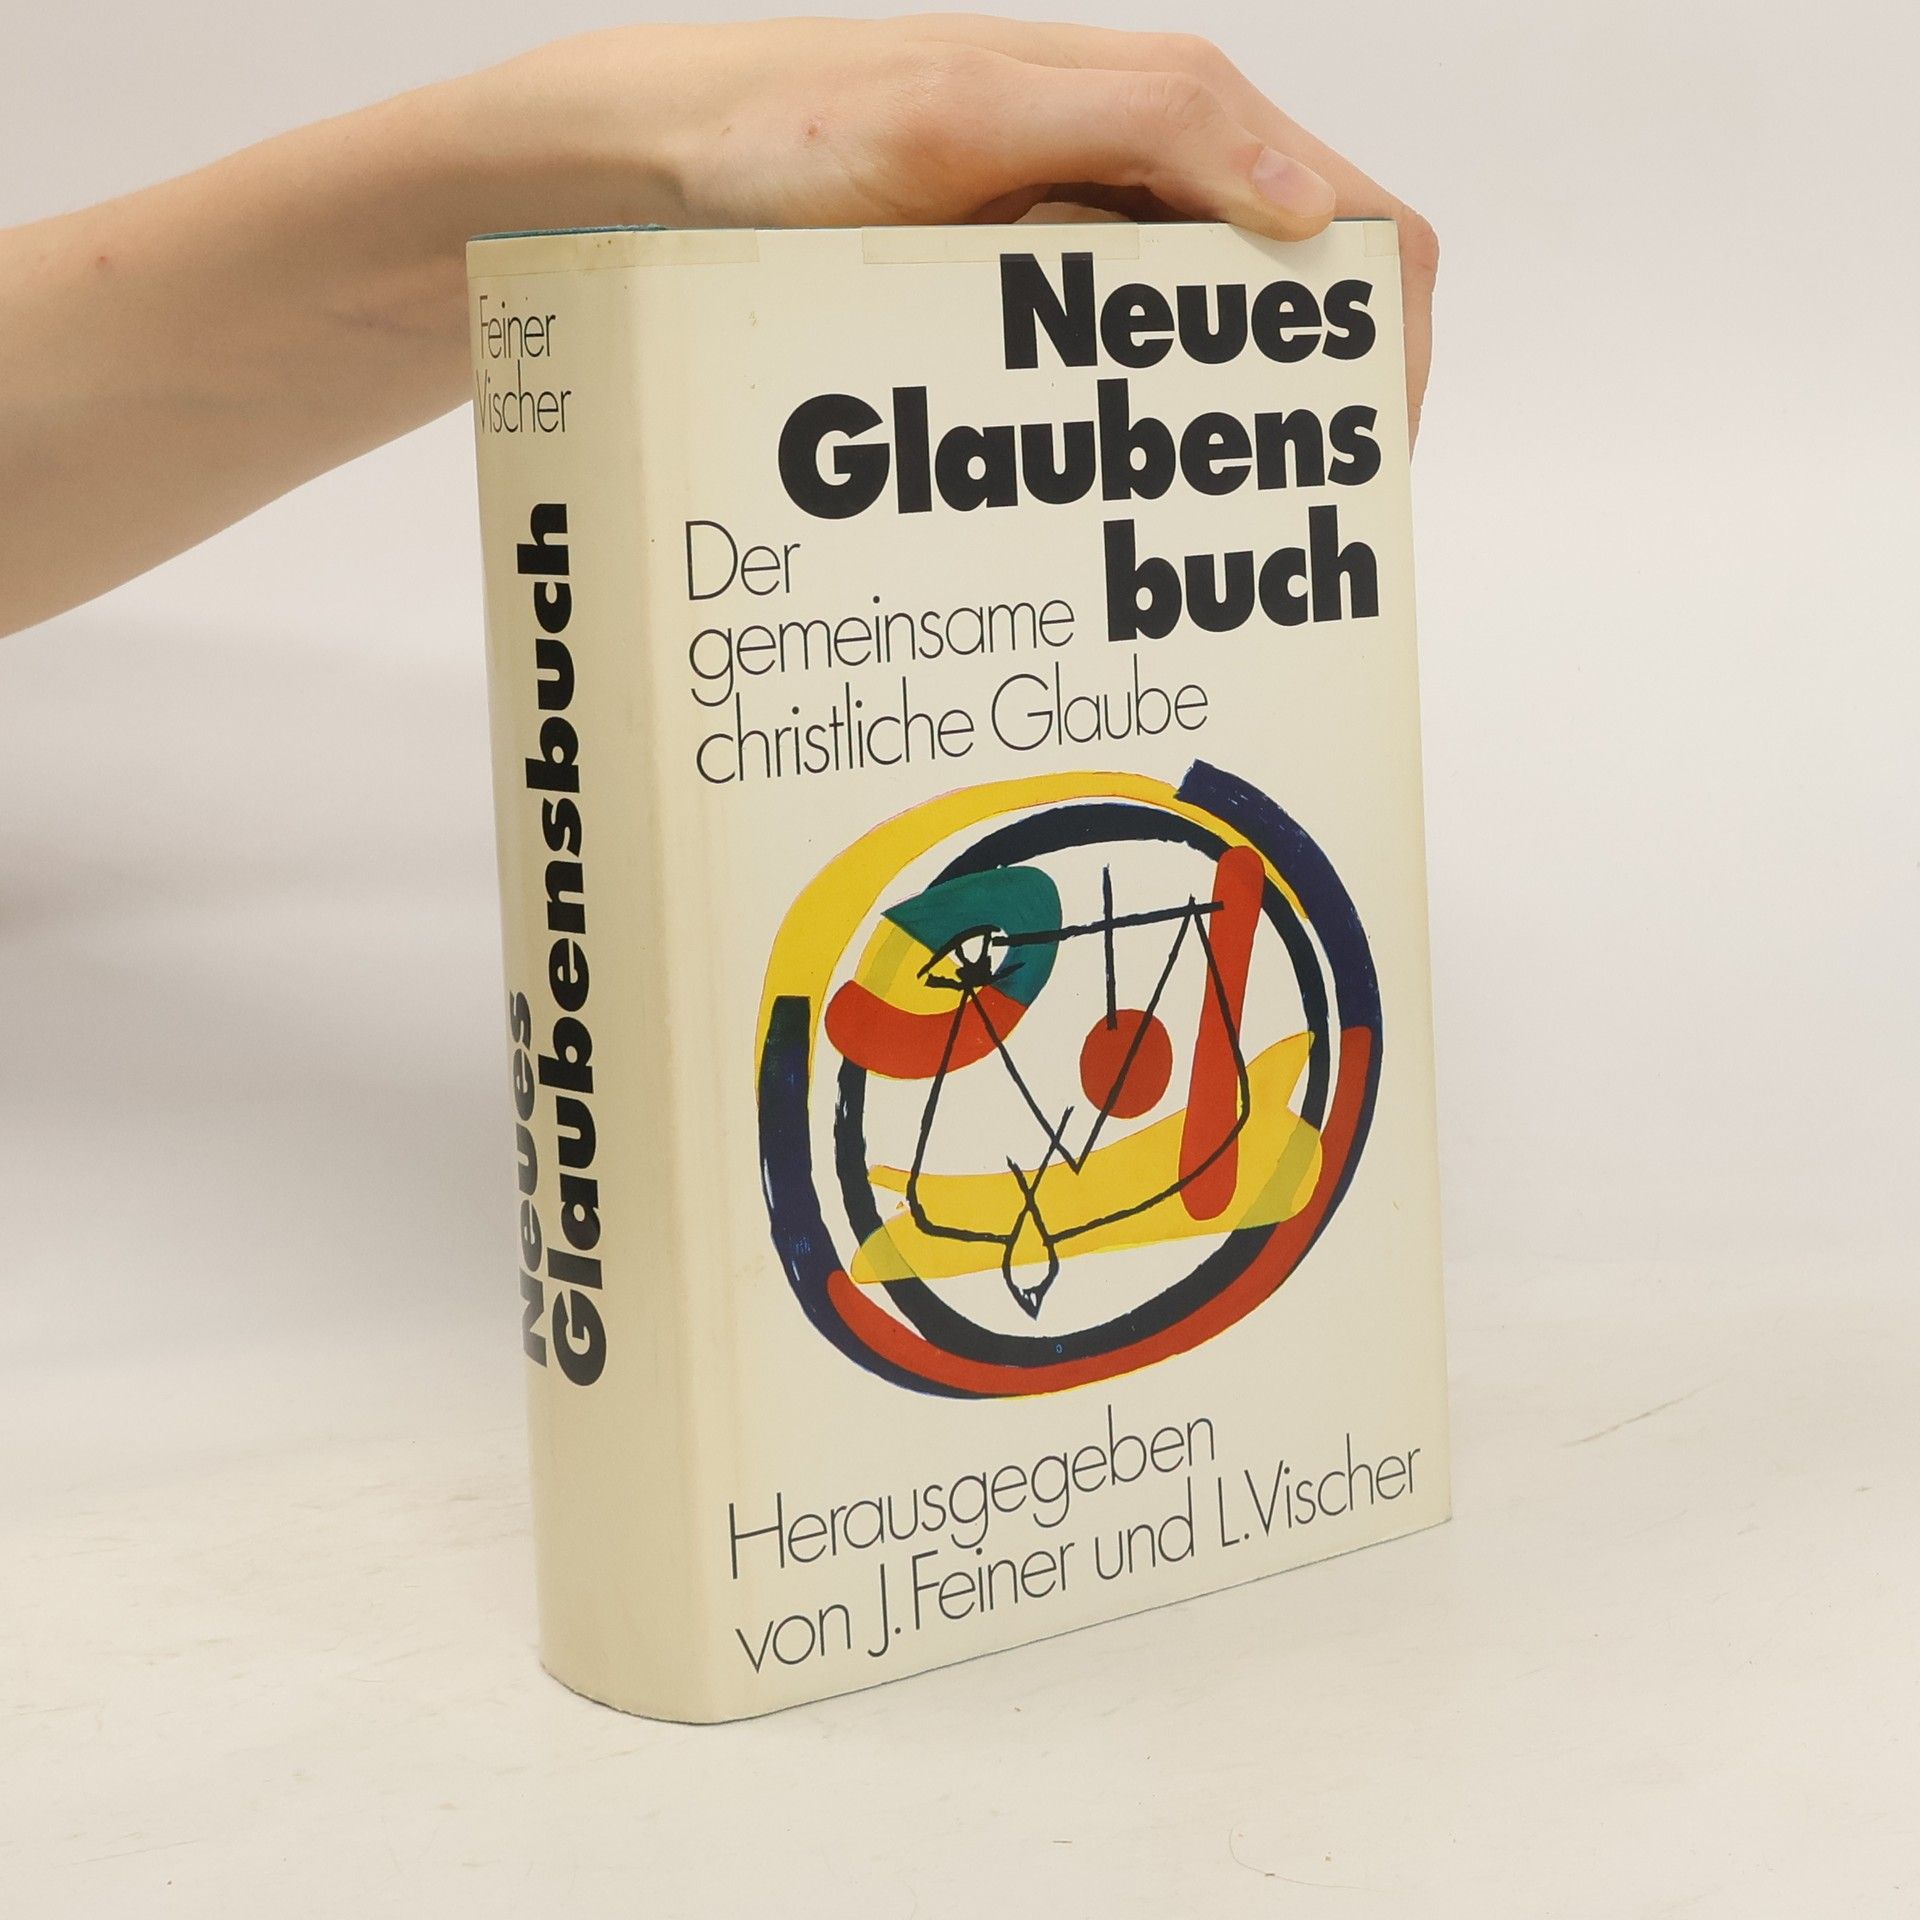 Feiner
Vischer
Neues
Glaubensbuch
Neues
Glaubens
buch
Der
gemeinsame
christliche Glaube
Herausgegeben
von J. Feiner und L. Vischer